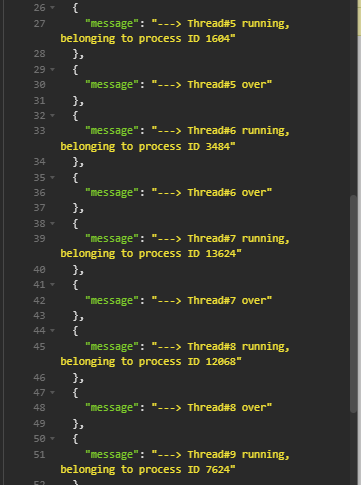 26 {
27 "message": "---> Thread#5 running,
belonging to process ID 1604"
28 },
29 {
30 "message": "---> Thread#5 over"
31 },
32 {
33 "message": "---> Thread#6 running,
belonging to process ID 3484"
34 },
35 {
36 "message": "---> Thread#6 over"
37 },
38 {
39 "message": "---> Thread#7 running,
belonging to process ID 13624"
40 },
41 {
42 "message": "---> Thread#7 over"
43 },
44 {
45 "message": "---> Thread#8 running,
belonging to process ID 12068"
46 },
47 {
48 "message": "---> Thread#8 over"
49 },
50 {
51 "message": "---> Thread#9 running,
belonging to process ID 7624"
52 }